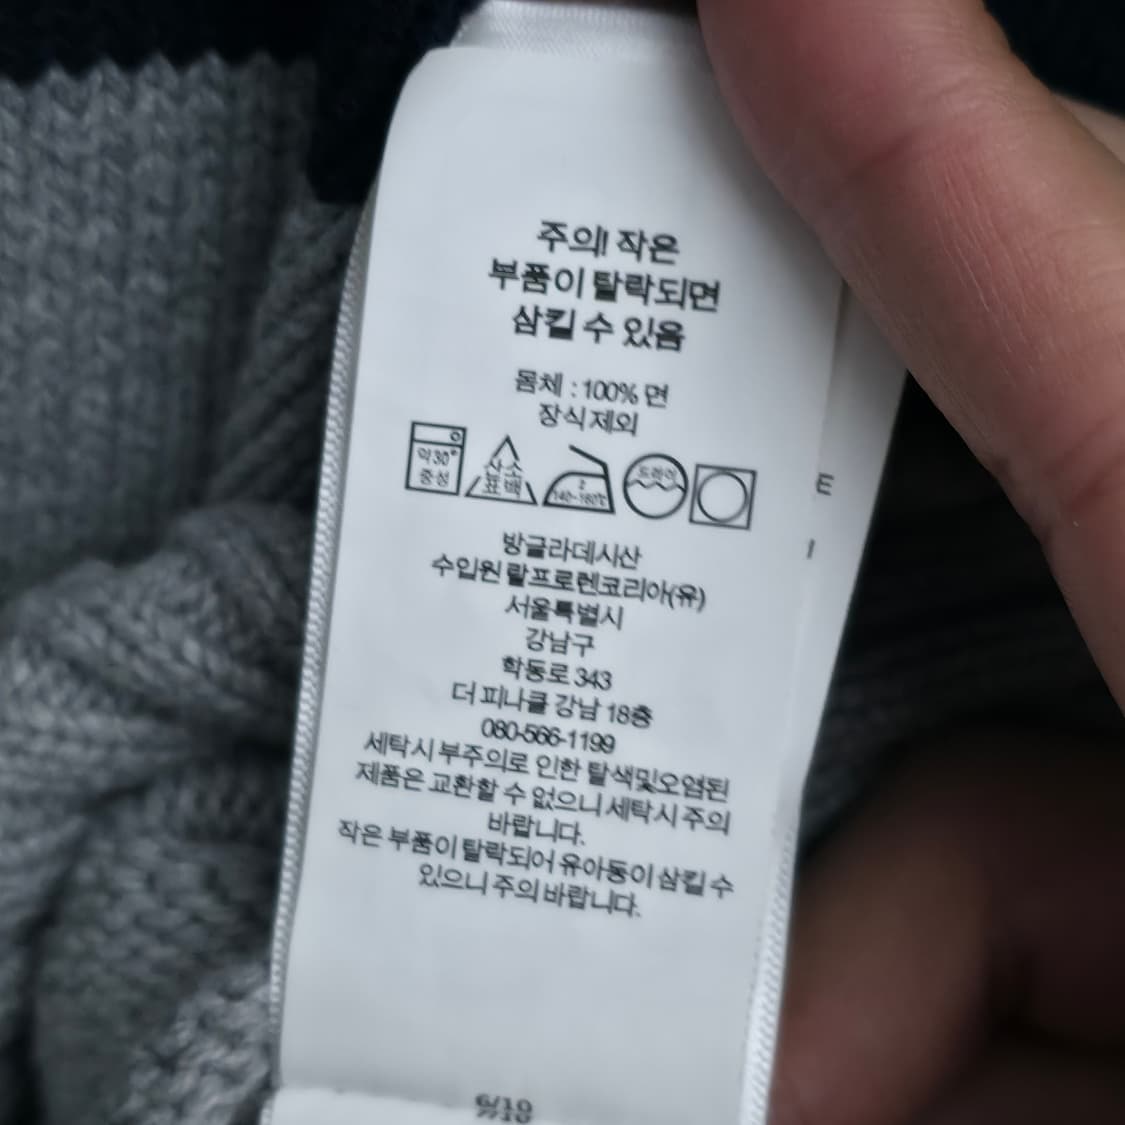 주의! 작은
부품이 탈락되면
삼킬 수 있음
몸체 : 100% 면
장식제외
약30° 중성
산소 표백
2 140~160℃
드라이
방글라데시산
수입원 랄프로렌코리아(유)
서울특별시
강남구
학동로 343
더 피나클 강남 18층
080-566-1199
세탁시 부주의로 인한 탈색및오염된
제품은 교환할 수 없으니 세탁시 주의
바랍니다.
작은 부품이 탈락되어 유아동이 삼킬 수
있으니 주의 바랍니다.
E
I